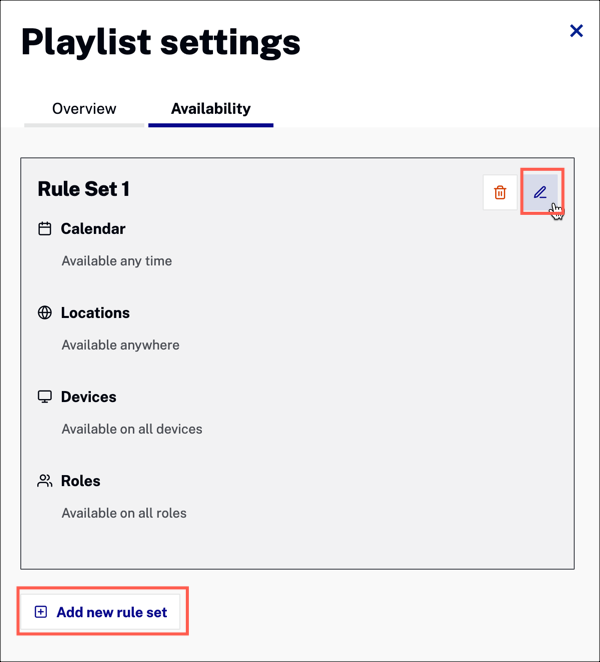 Playlist settings
Overview
Availability
Rule Set 1
Calendar
Available any time
Locations
Available anywhere
Devices
Available on all devices
Roles
Available on all roles
Add new rule set